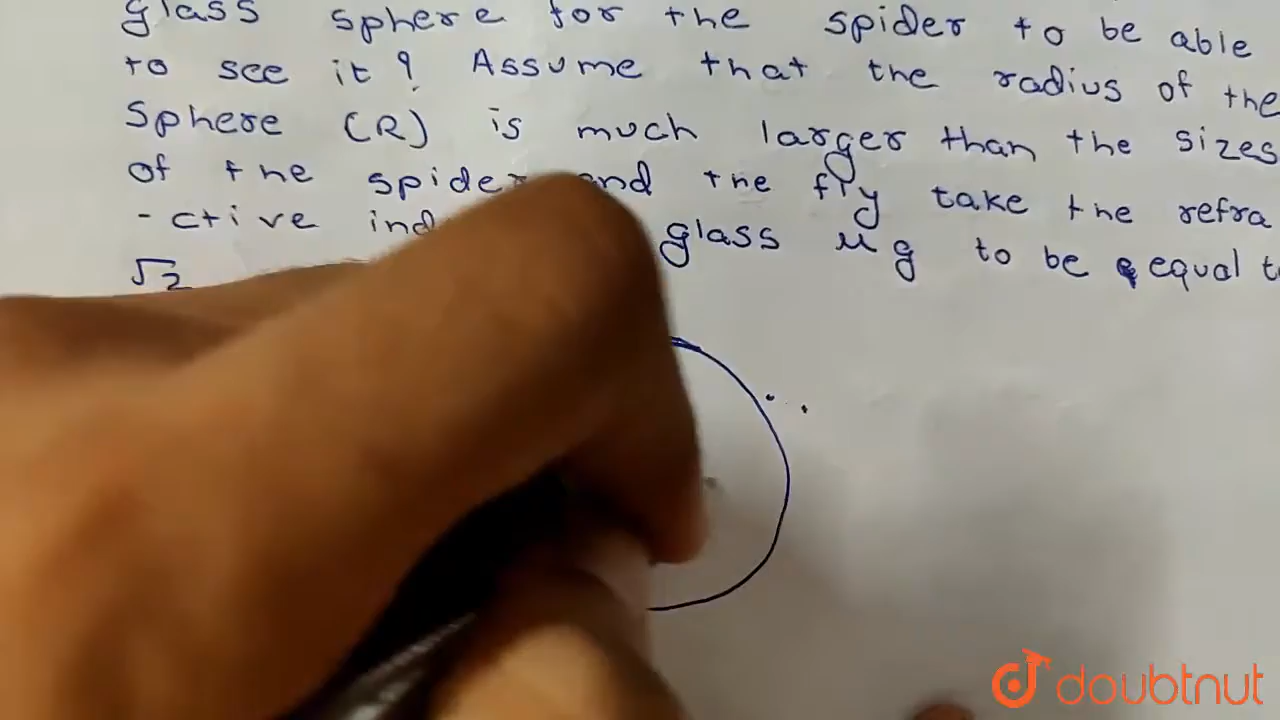 glass sphere for the spider to be able
to see it? Assume that the radius of the
sphere (R) is much larger than the sizes
of the spider and the fly take the refra
-ctive glass μg to be equal to
√2
doubtnut